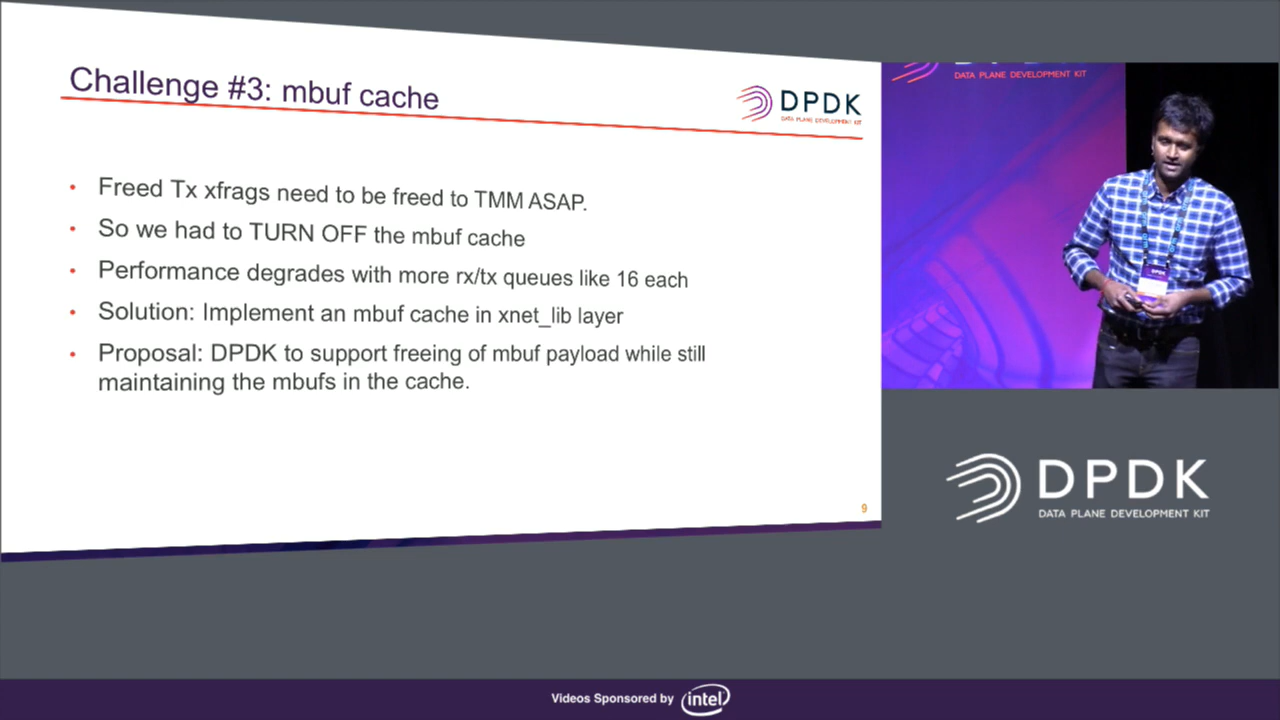 Challenge #3: mbuf cache
DPDK
DATA PLANE DEVELOPMENT KIT
• Freed Tx xfrags need to be freed to TMM ASAP.
• So we had to TURN OFF the mbuf cache
• Performance degrades with more rx/tx queues like 16 each
• Solution: Implement an mbuf cache in xnet_lib layer
• Proposal: DPDK to support freeing of mbuf payload while still
maintaining the mbufs in the cache.
9
DATA PLANE DEVELOPMENT KIT
DPDK
DPDK
DATA PLANE DEVELOPMENT KIT
Videos Sponsored by intel